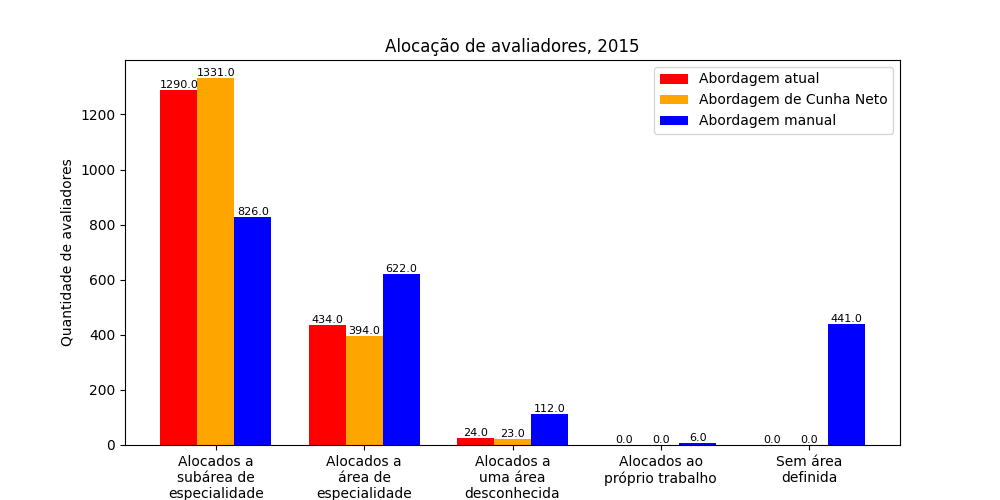 Alocação de avaliadores, 2015
Abordagem atual
Abordagem de Cunha Neto
Abordagem manual
Quantidade de avaliadores
1200
1000
800
600
400
200
0
1290.0
1331.0
826.0
434.0
394.0
622.0
24.0
23.0
112.0
0.0
0.0
6.0
0.0
0.0
441.0
Alocados a
subárea de
especialidade
Alocados a
área de
especialidade
Alocados a
uma área
desconhecida
Alocados ao
próprio trabalho
Sem área
definida